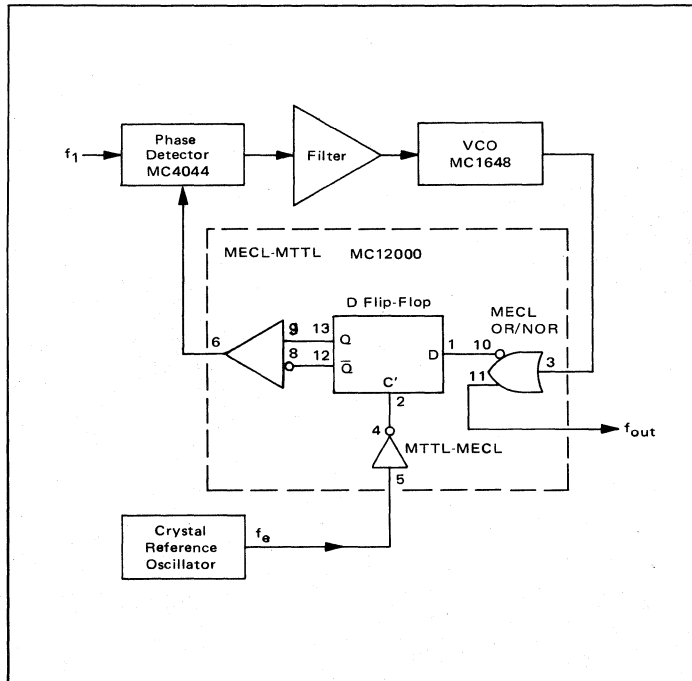 f1
Phase
Detector
MC4044
Filter
VCO
MC1648
MECL-MTTL MC12000
D Flip-Flop
MECL
OR/NOR
6
9
13
Q
8
12
Q̅
D
1
10
11
3
C'
2
4
MTTL-MECL
5
fout
Crystal
Reference
Oscillator
fe